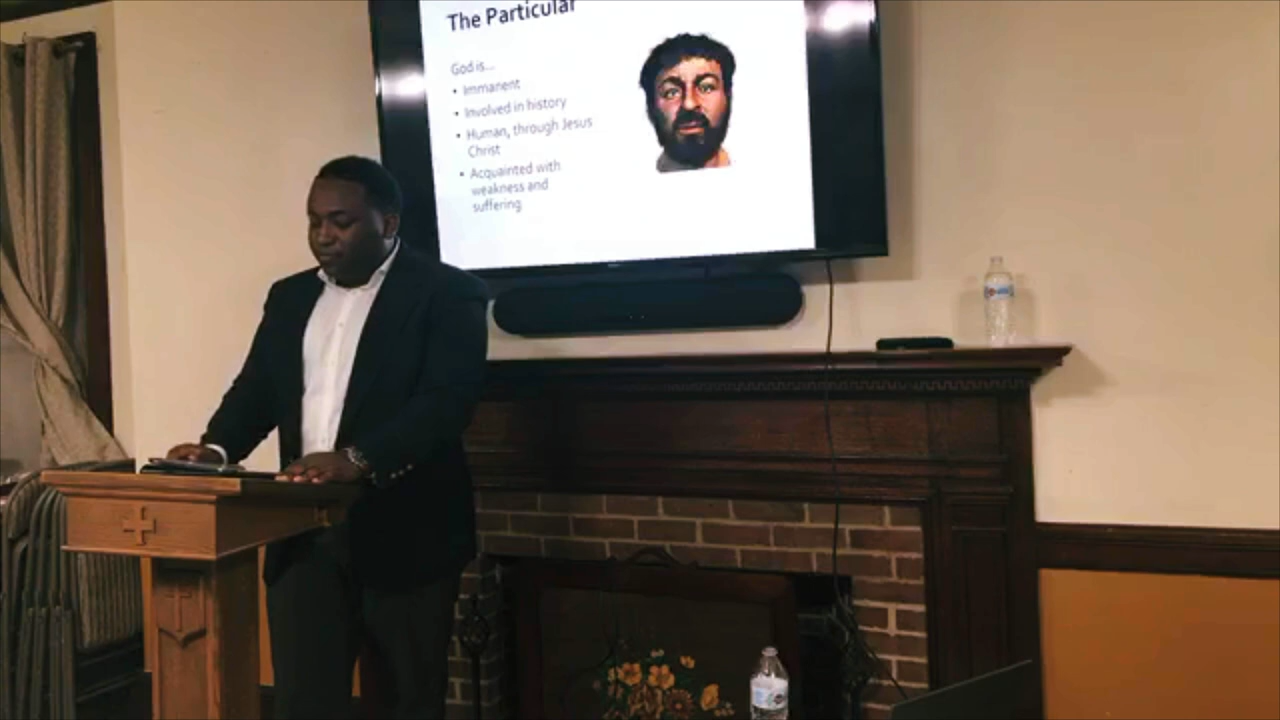 The Particular
God is...
• Immanent
• Involved in history
• Human, through Jesus
Christ
• Acquainted with
weakness and
suffering